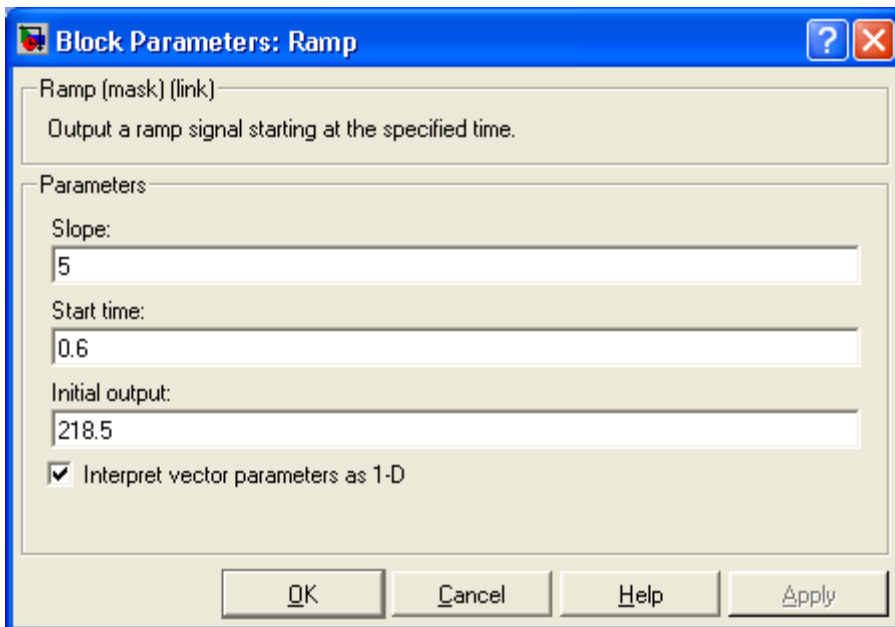 Block Parameters: Ramp
Ramp (mask) (link)
Output a ramp signal starting at the specified time.
Parameters
Slope:
5
Start time:
0.6
Initial output:
218.5
Interpret vector parameters as 1-D
OK Cancel Help Apply